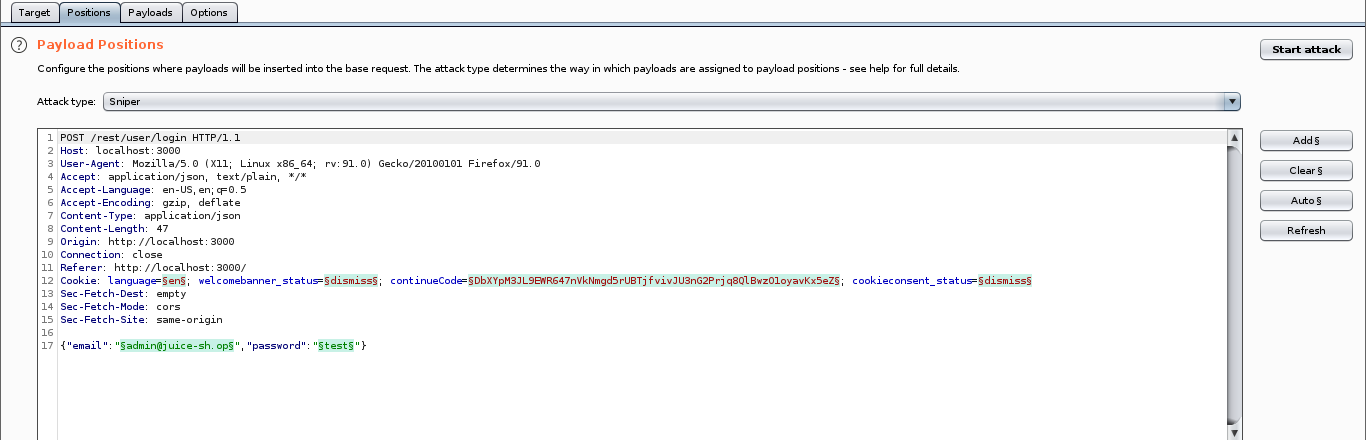 Target Positions Payloads Options
? Payload Positions
Start attack
Configure the positions where payloads will be inserted into the base request. The attack type determines the way in which payloads are assigned to payload positions - see help for full details.
Attack type: Sniper
1 POST /rest/user/login HTTP/1.1
2 Host: localhost:3000
3 User-Agent: Mozilla/5.0 (X11; Linux x86_64; rv:91.0) Gecko/20100101 Firefox/91.0
4 Accept: application/json, text/plain, */*
5 Accept-Language: en-US,en;q=0.5
6 Accept-Encoding: gzip, deflate
7 Content-Type: application/json
8 Content-Length: 47
9 Origin: http://localhost:3000
10 Connection: close
11 Referer: http://localhost:3000/
12 Cookie: language=§en§; welcomebanner_status=§dismiss§; continueCode=§DbXYpM3JL9EWR647nVkNmgd5rUBTjfvivJU3nG2Prjq8QlBwzO1oyavKx5eZ§; cookieconsent_status=§dismiss§
13 Sec-Fetch-Dest: empty
14 Sec-Fetch-Mode: cors
15 Sec-Fetch-Site: same-origin
16
17 {"email":"§admin@juice-sh.op§","password":"§test§"}
Add §
Clear §
Auto §
Refresh